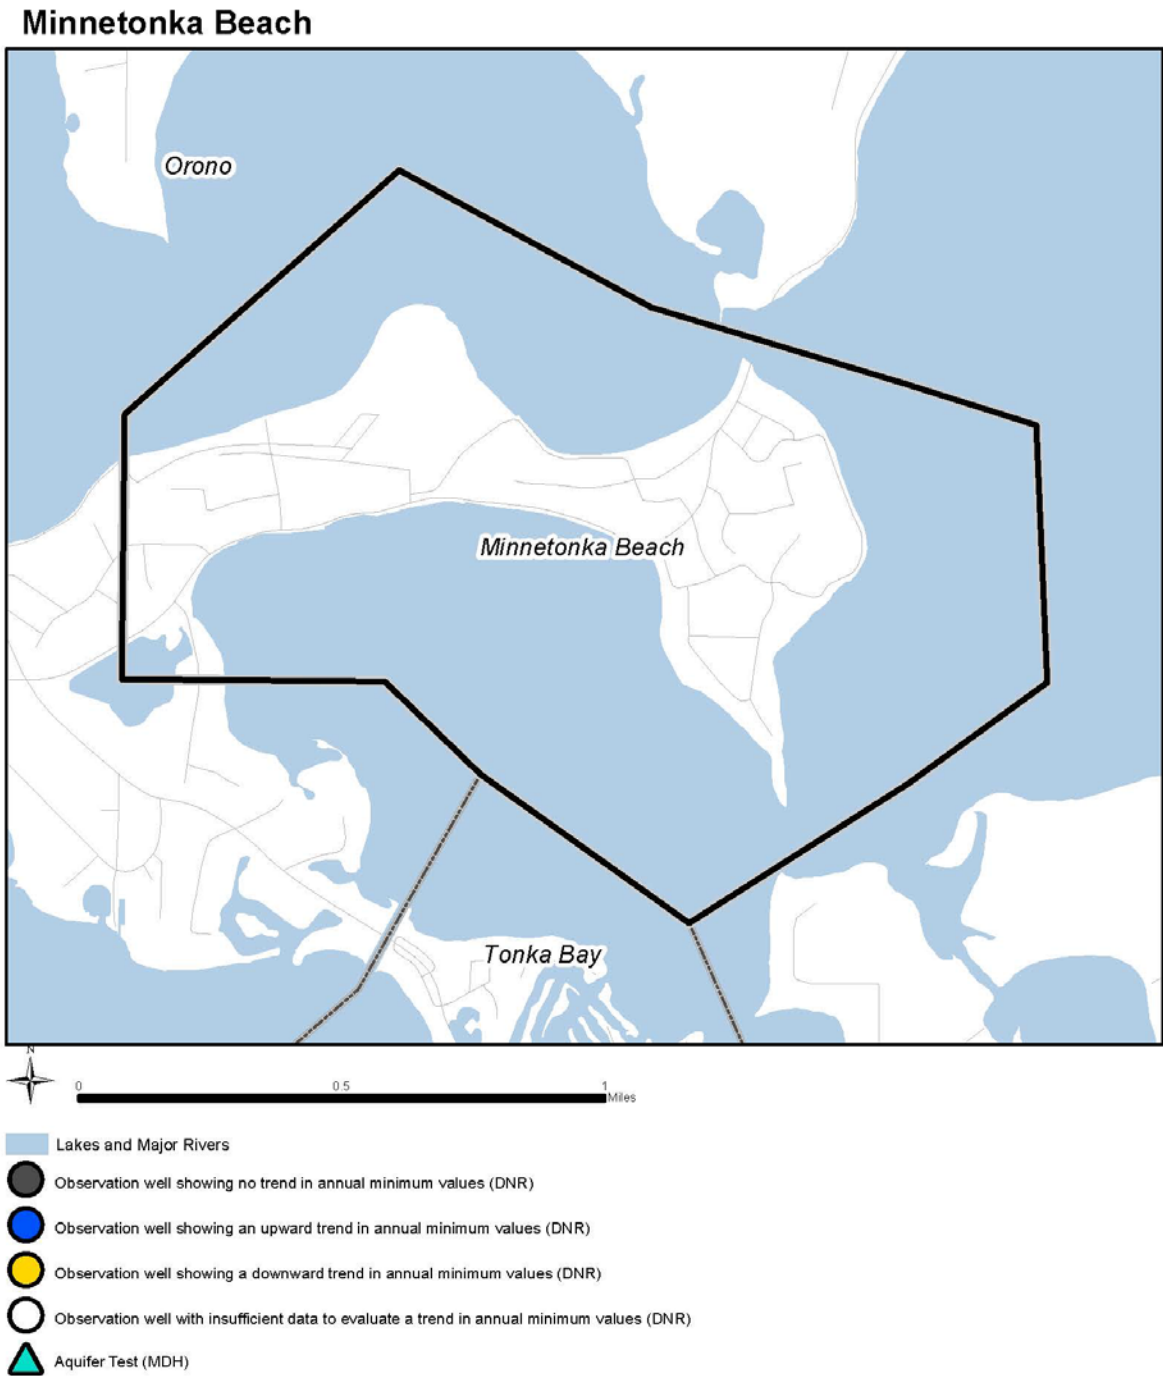 Minnetonka Beach
Orono
Minnetonka Beach
Tonka Bay
N
0 0.5 1
Miles
Lakes and Major Rivers
Observation well showing no trend in annual minimum values (DNR)
Observation well showing an upward trend in annual minimum values (DNR)
Observation well showing a downward trend in annual minimum values (DNR)
Observation well with insufficient data to evaluate a trend in annual minimum values (DNR)
Aquifer Test (MDH)